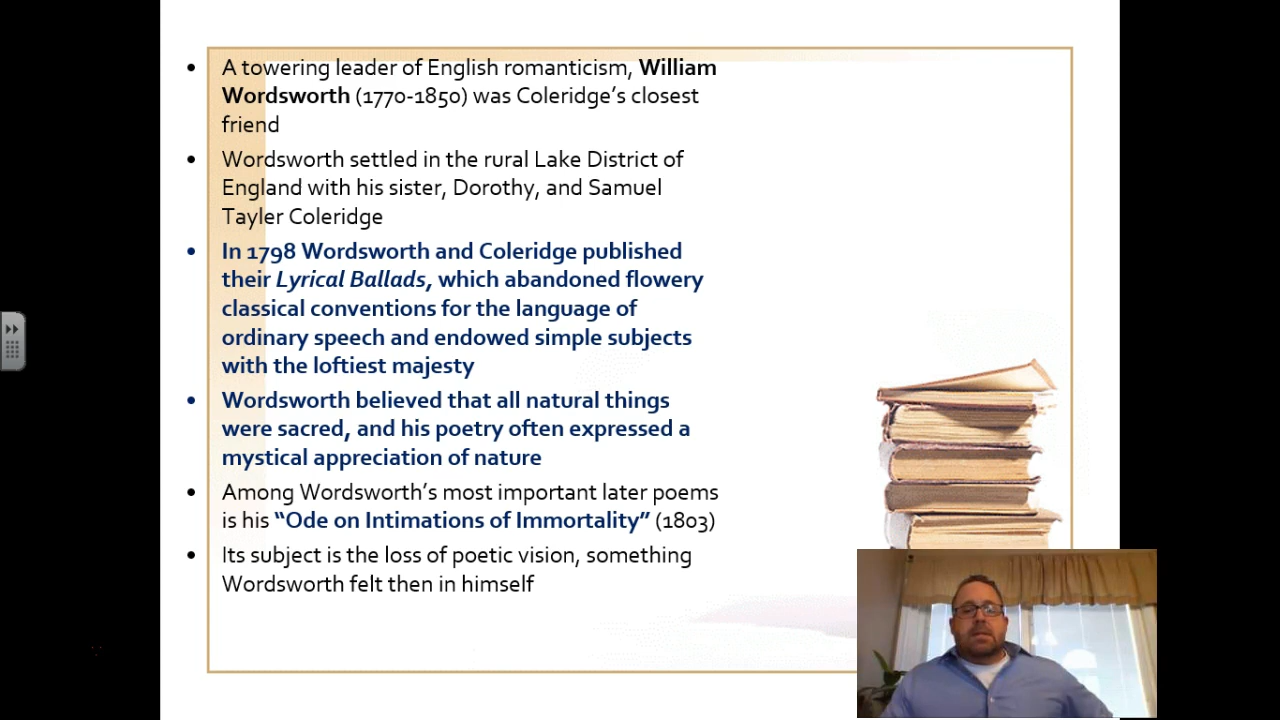 • A towering leader of English romanticism, William
Wordsworth (1770-1850) was Coleridge’s closest
friend
• Wordsworth settled in the rural Lake District of
England with his sister, Dorothy, and Samuel
Tayler Coleridge
• In 1798 Wordsworth and Coleridge published
their Lyrical Ballads, which abandoned flowery
classical conventions for the language of
ordinary speech and endowed simple subjects
with the loftiest majesty
• Wordsworth believed that all natural things
were sacred, and his poetry often expressed a
mystical appreciation of nature
• Among Wordsworth’s most important later poems
is his “Ode on Intimations of Immortality” (1803)
• Its subject is the loss of poetic vision, something
Wordsworth felt then in himself